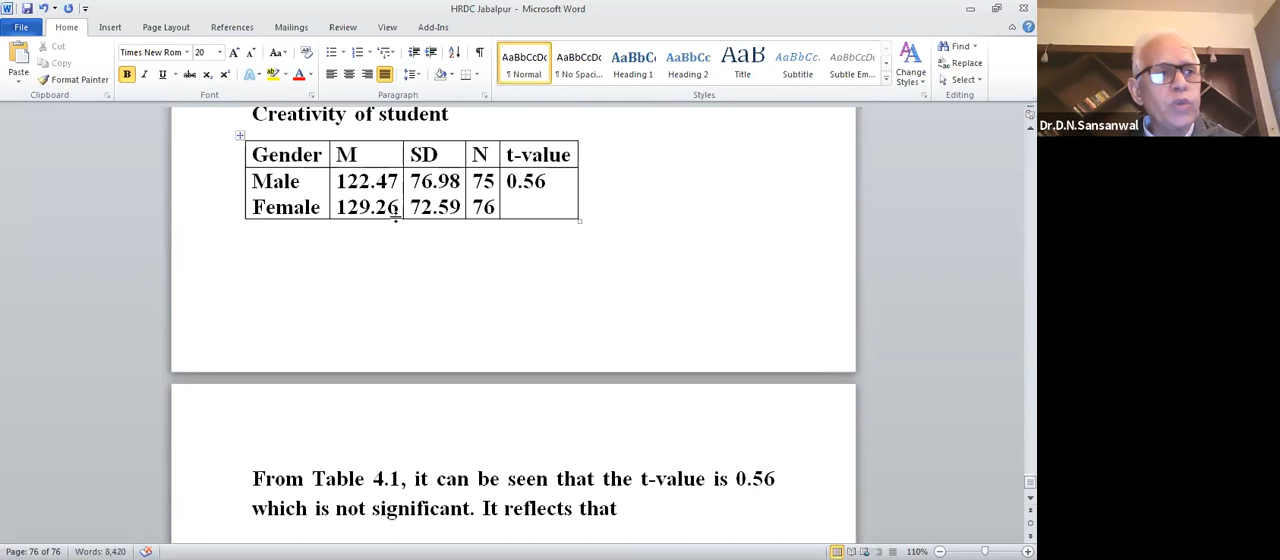 HRDC Jabalpur - Microsoft Word
File Home Insert Page Layout References Mailings Review View Add-Ins
Cut
Copy
Format Painter
Paste
Clipboard
Times New Rom 20
B I U abc X₂ X² A
Font
Paragraph
AaBbCcDc AaBbCcDc AaBbCc AaBbCc AaB AaBbCc. AaBbCcDc
¶ Normal ¶ No Spaci... Heading 1 Heading 2 Title Subtitle Subtle Em...
Change
Styles
Styles
Find
Replace
Select
Editing
Creativity of student
Gender M SD N t-value
Male 122.47 76.98 75 0.56
Female 129.26 72.59 76
From Table 4.1, it can be seen that the t-value is 0.56
which is not significant. It reflects that
Page: 76 of 76 Words: 8,420
110%
Dr.D.N.Sansanwal